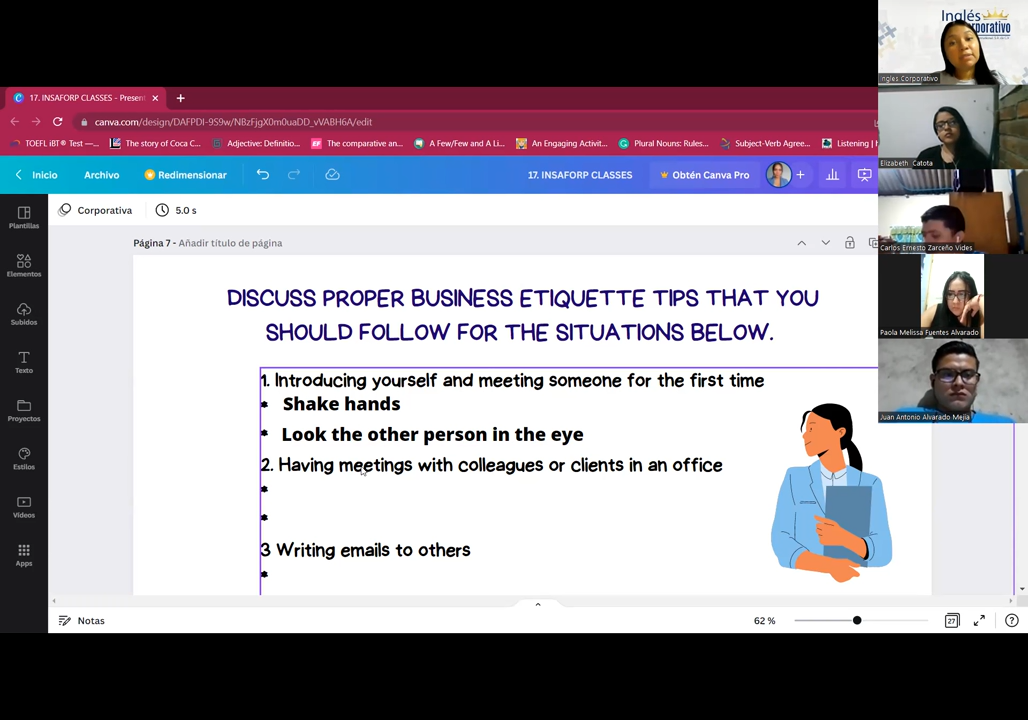 Inglés
Corporativo
Ingles Corporativo
Elizabeth Catota
Carlos Ernesto Zarceño Vides
Paola Melissa Fuentes Alvarado
Juan Antonio Alvarado Mejía
17. INSAFORP CLASSES - Present
canva.com/design/DAFPDI-9S9w/NBzFjgX0m0uaDD_vVABH6A/edit
TOEFL iBT® Test —... The story of Coca C... Adjective: Definitio... The comparative an... A Few/Few and A Li... An Engaging Activit... Plural Nouns: Rules... Subject-Verb Agree... Listening |
Inicio Archivo Redimensionar 17. INSAFORP CLASSES Obtén Canva Pro
Plantillas
Elementos
Subidos
Texto
Proyectos
Estilos
Videos
Apps
Corporativa 5.0 s
Página 7 - Añadir título de página
DISCUSS PROPER BUSINESS ETIQUETTE TIPS THAT YOU
SHOULD FOLLOW FOR THE SITUATIONS BELOW.
1. Introducing yourself and meeting someone for the first time
* Shake hands
* Look the other person in the eye
2. Having meetings with colleagues or clients in an office
*
*
3 Writing emails to others
*
Notas 62 % 27